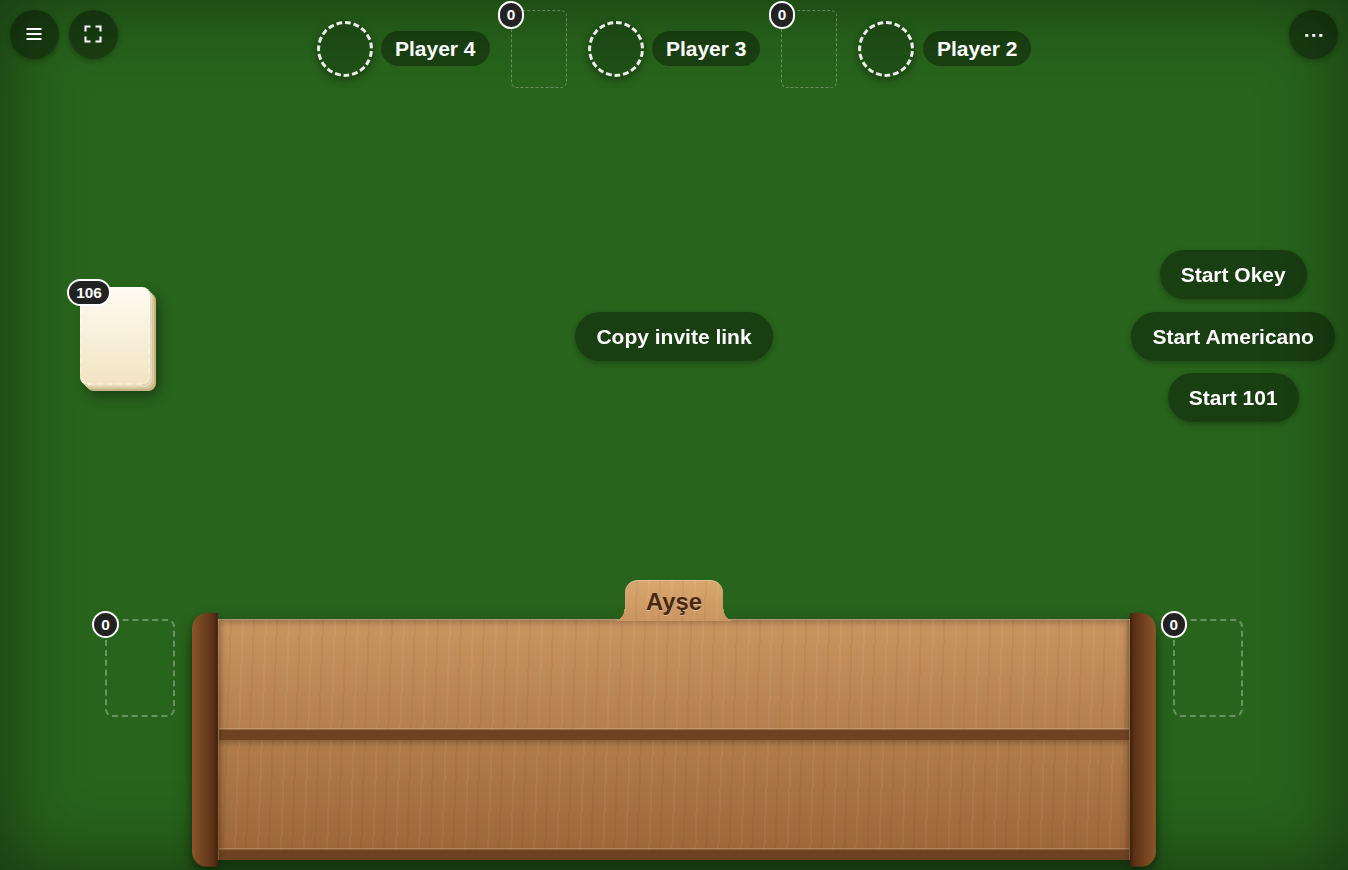 Player 4
0
Player 3
0
Player 2
106
Copy invite link
Start Okey
Start Americano
Start 101
Ayşe
0
0